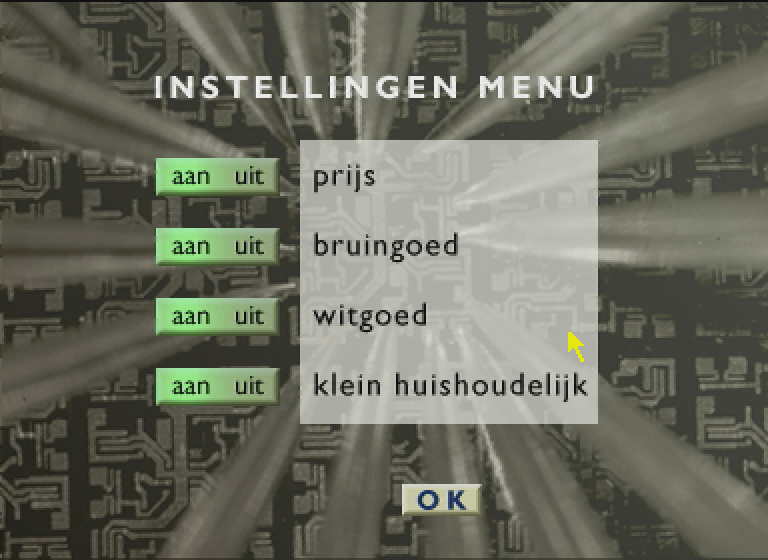 INSTELLINGEN MENU
aan uit prijs
aan uit bruingoed
aan uit witgoed
aan uit klein huishoudelijk
OK